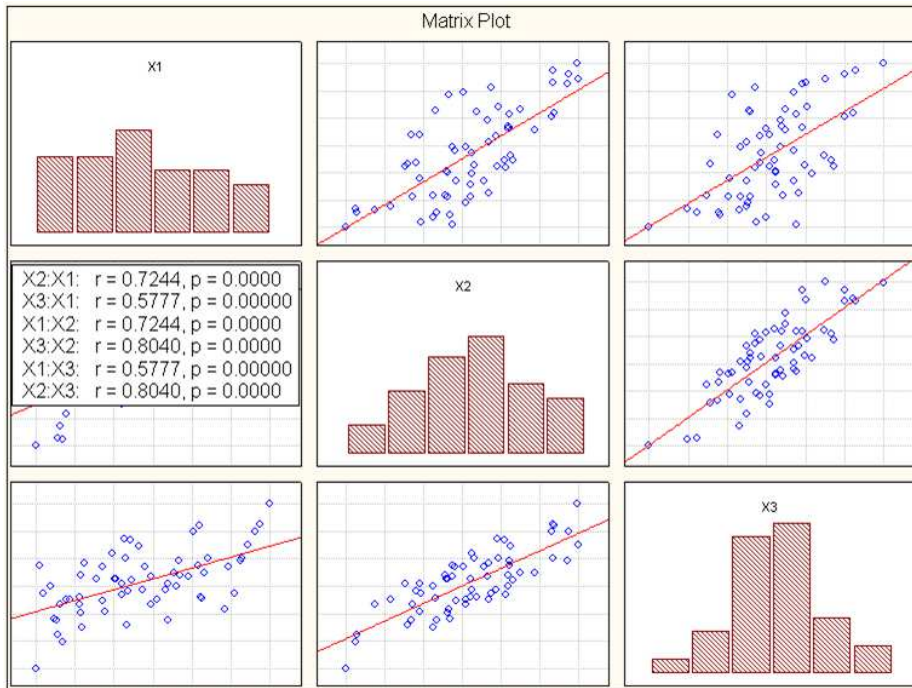 Matrix Plot
X1
X2:X1: r = 0.7244, p = 0.0000
X3:X1: r = 0.5777, p = 0.00000
X1:X2: r = 0.7244, p = 0.0000
X3:X2: r = 0.8040, p = 0.0000
X1:X3: r = 0.5777, p = 0.00000
X2:X3: r = 0.8040, p = 0.0000
X2
X3